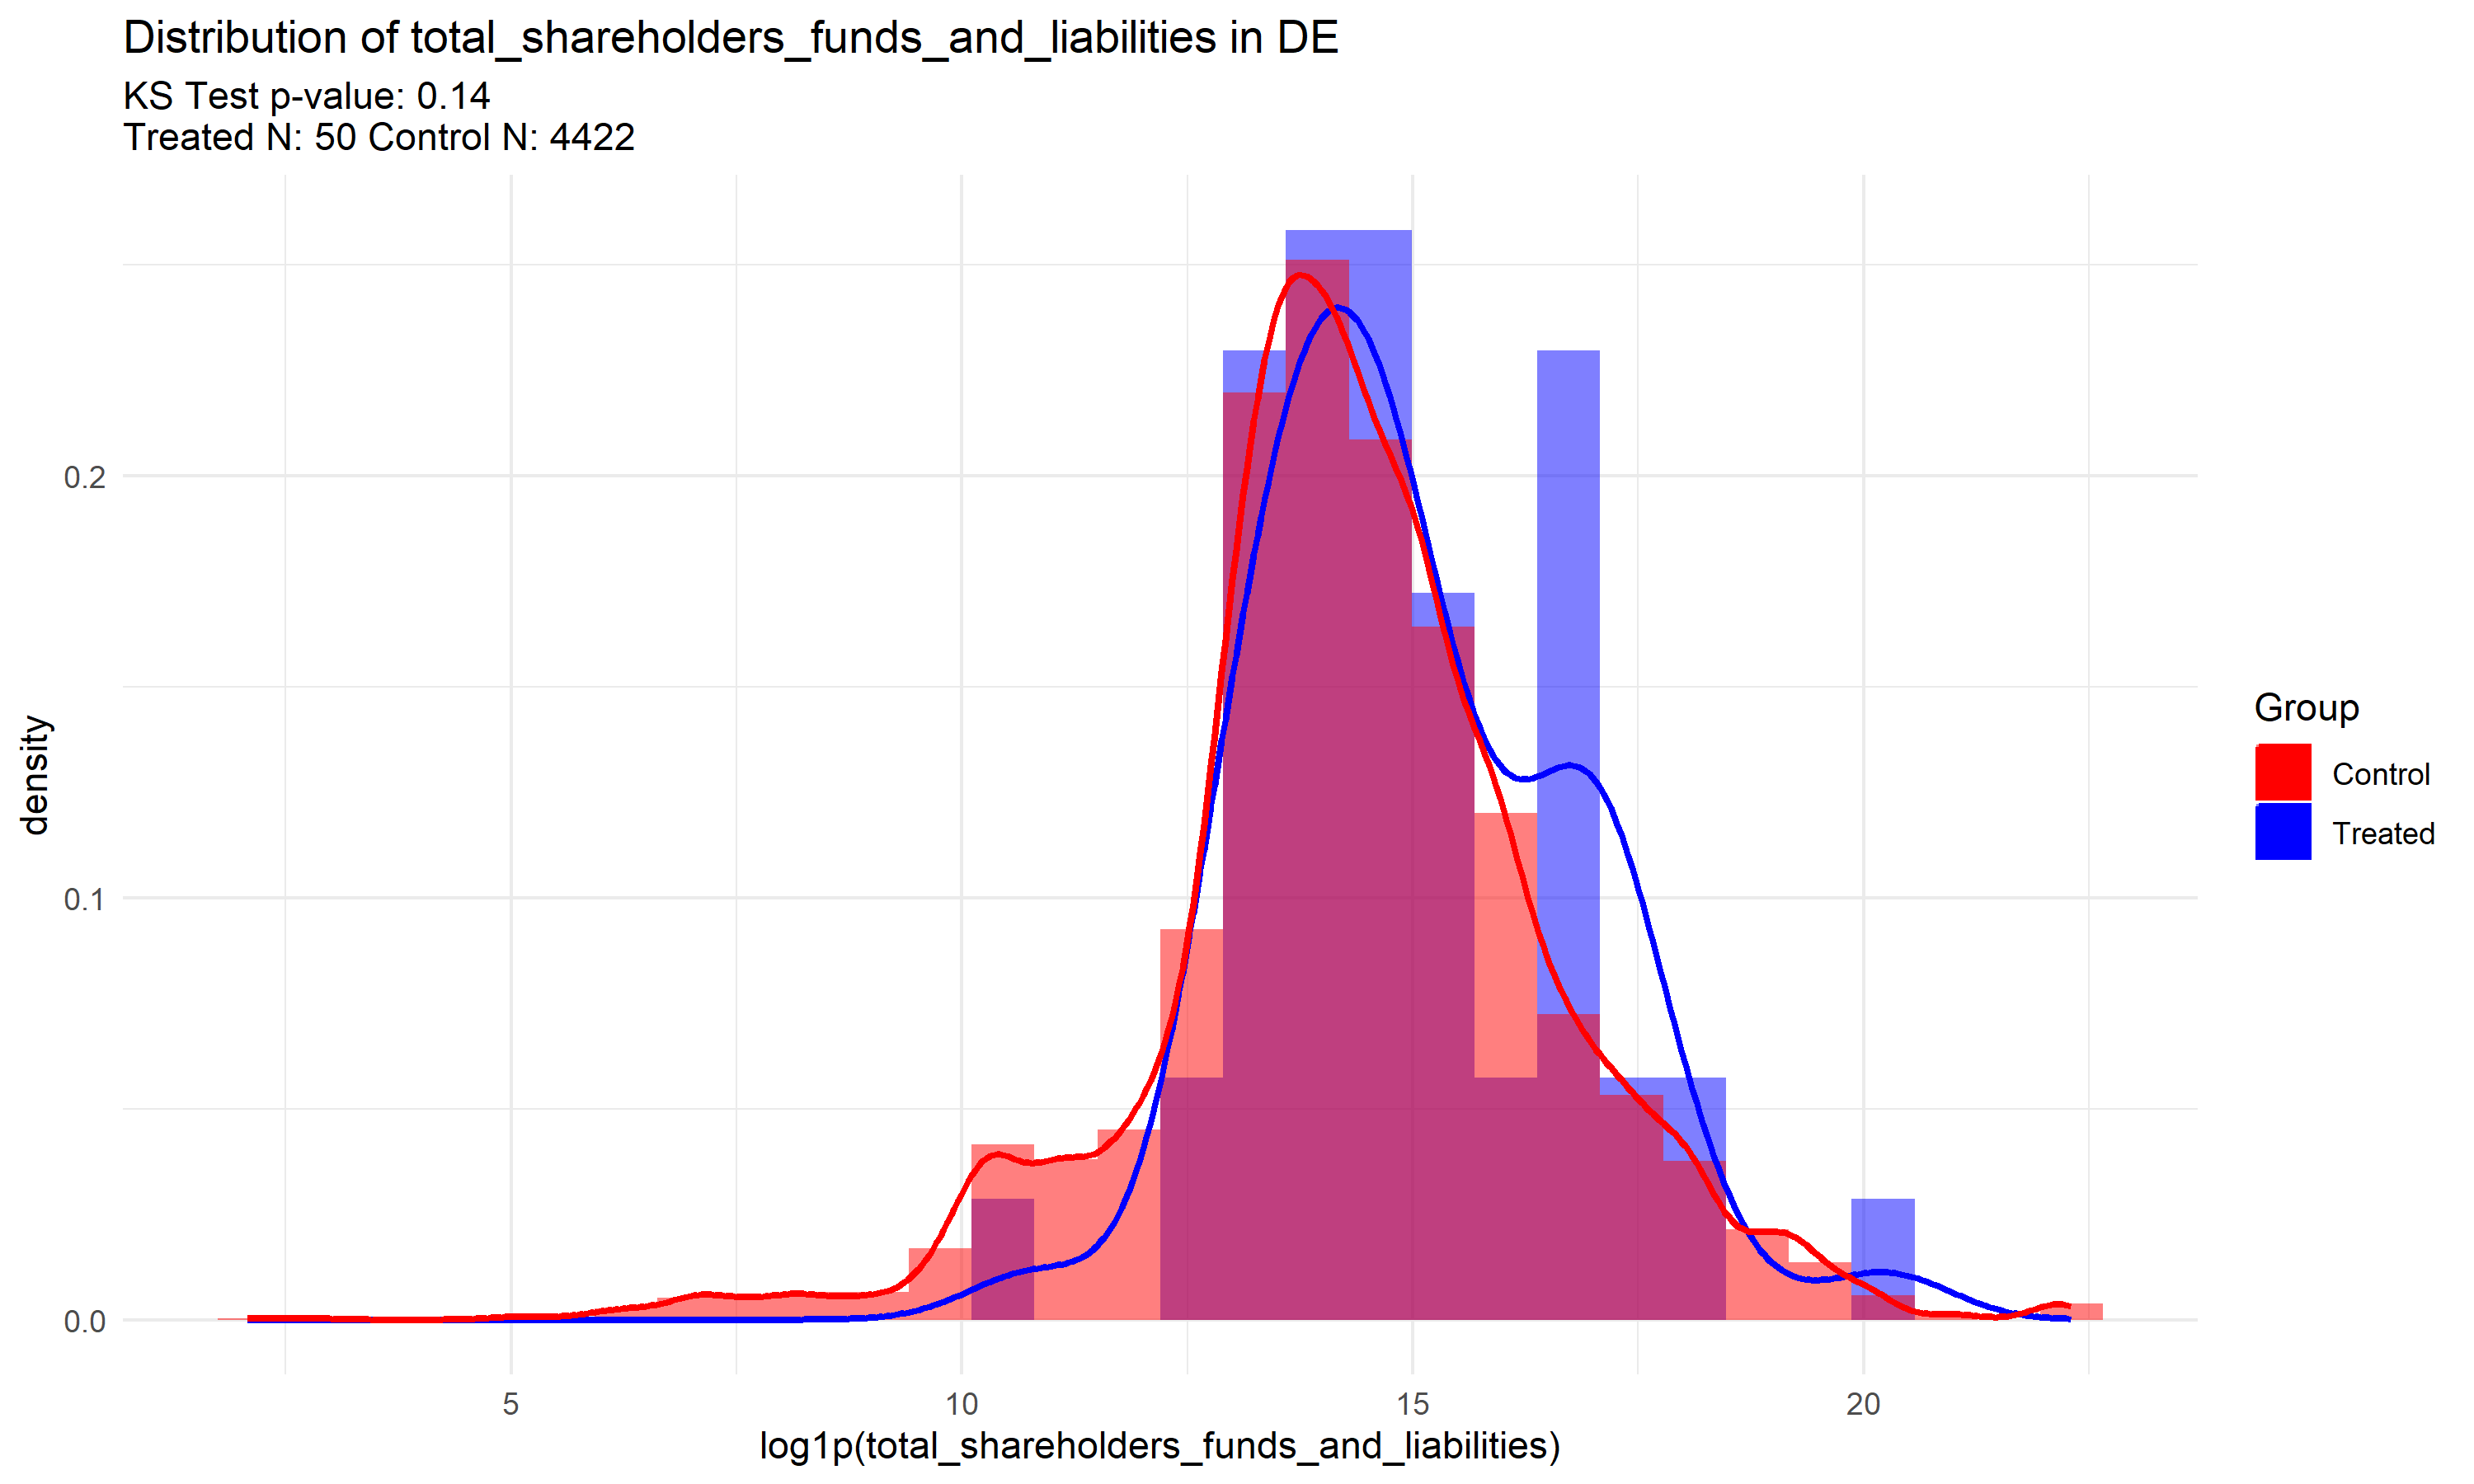 Distribution of total_shareholders_funds_and_liabilities in DE
KS Test p-value: 0.14
Treated N: 50 Control N: 4422
density
0.2
0.1
0.0
5
10
15
20
log1p(total_shareholders_funds_and_liabilities)
Group
Control
Treated